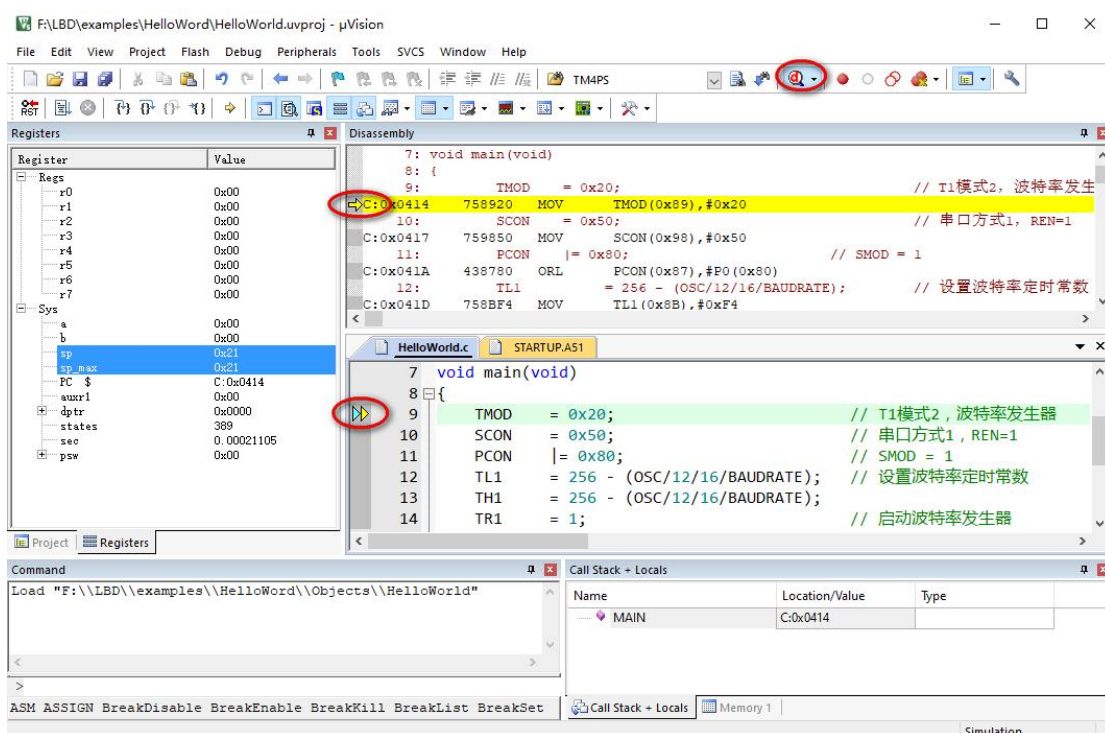 F:\LBD\examples\HelloWord\HelloWorld.uvproj - µVision
File Edit View Project Flash Debug Peripherals Tools SVCS Window Help
TM4PS
RST
Registers
Register Value
Regs
r0 0x00
r1 0x00
r2 0x00
r3 0x00
r4 0x00
r5 0x00
r6 0x00
r7 0x00
Sys
a 0x00
b 0x00
sp 0x21
sp_max 0x21
PC $ C:0x0414
auxr1 0x00
dptr 0x0000
states 389
sec 0.00021105
psw 0x00
Project Registers
Disassembly
7: void main(void)
8: {
9: TMOD = 0x20; // T1模式2，波特率发生
C:0x0414 758920 MOV TMOD(0x89),#0x20
10: SCON = 0x50; // 串口方式1，REN=1
C:0x0417 759850 MOV SCON(0x98),#0x50
11: PCON |= 0x80; // SMOD = 1
C:0x041A 438780 ORL PCON(0x87),#P0(0x80)
12: TL1 = 256 - (OSC/12/16/BAUDRATE); // 设置波特率定时常数
C:0x041D 758BF4 MOV TL1(0x8B),#0xF4
HelloWorld.c STARTUP.A51
7 void main(void)
8 {
9 TMOD = 0x20; // T1模式2，波特率发生器
10 SCON = 0x50; // 串口方式1，REN=1
11 PCON |= 0x80; // SMOD = 1
12 TL1 = 256 - (OSC/12/16/BAUDRATE); // 设置波特率定时常数
13 TH1 = 256 - (OSC/12/16/BAUDRATE);
14 TR1 = 1; // 启动波特率发生器
Command
Load "F:\\LBD\\examples\\HelloWord\\Objects\\HelloWorld"
>
ASM ASSIGN BreakDisable BreakEnable BreakKill BreakList BreakSet
Call Stack + Locals
Name Location/Value Type
MAIN C:0x0414
Call Stack + Locals Memory 1
Simulation